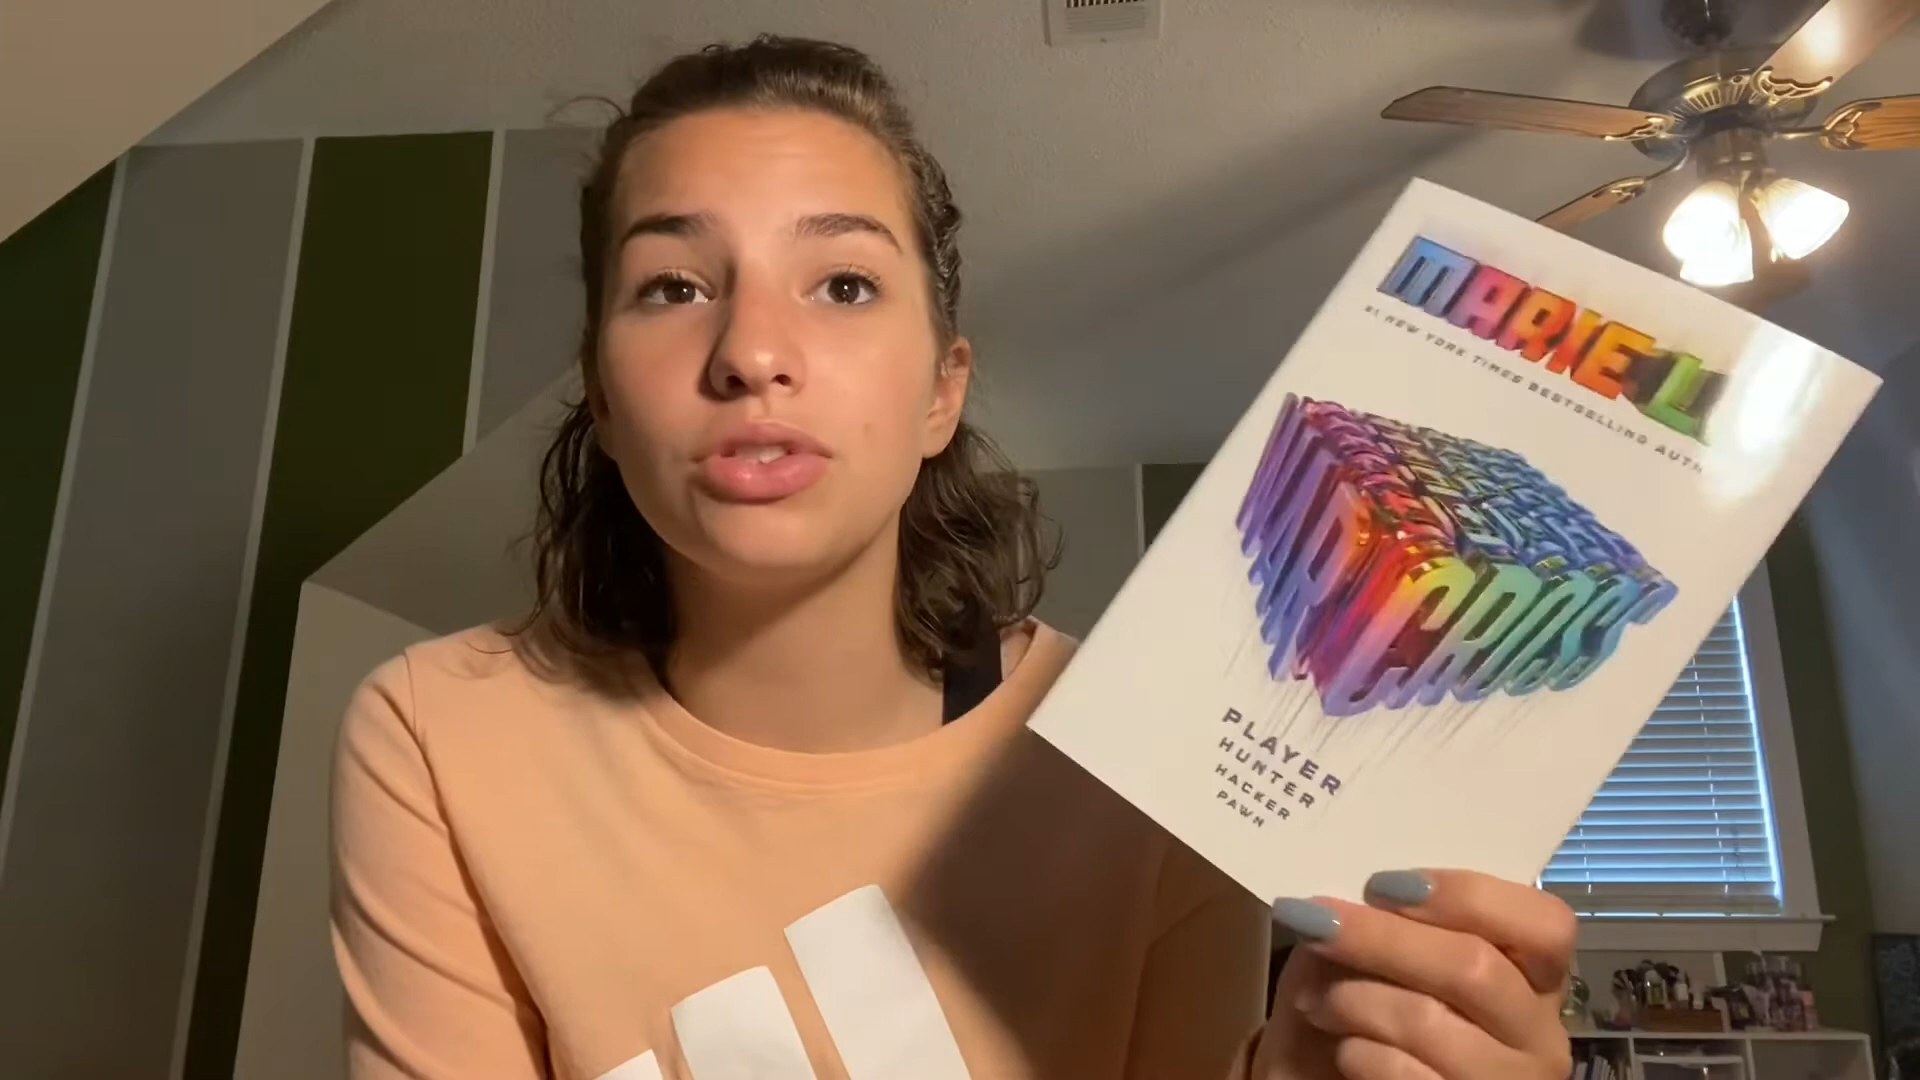 MARIE LU
#1 NEW YORK TIMES BESTSELLING AUTH
WARCROSS
PLAYER
HUNTER
HACKER
PAWN